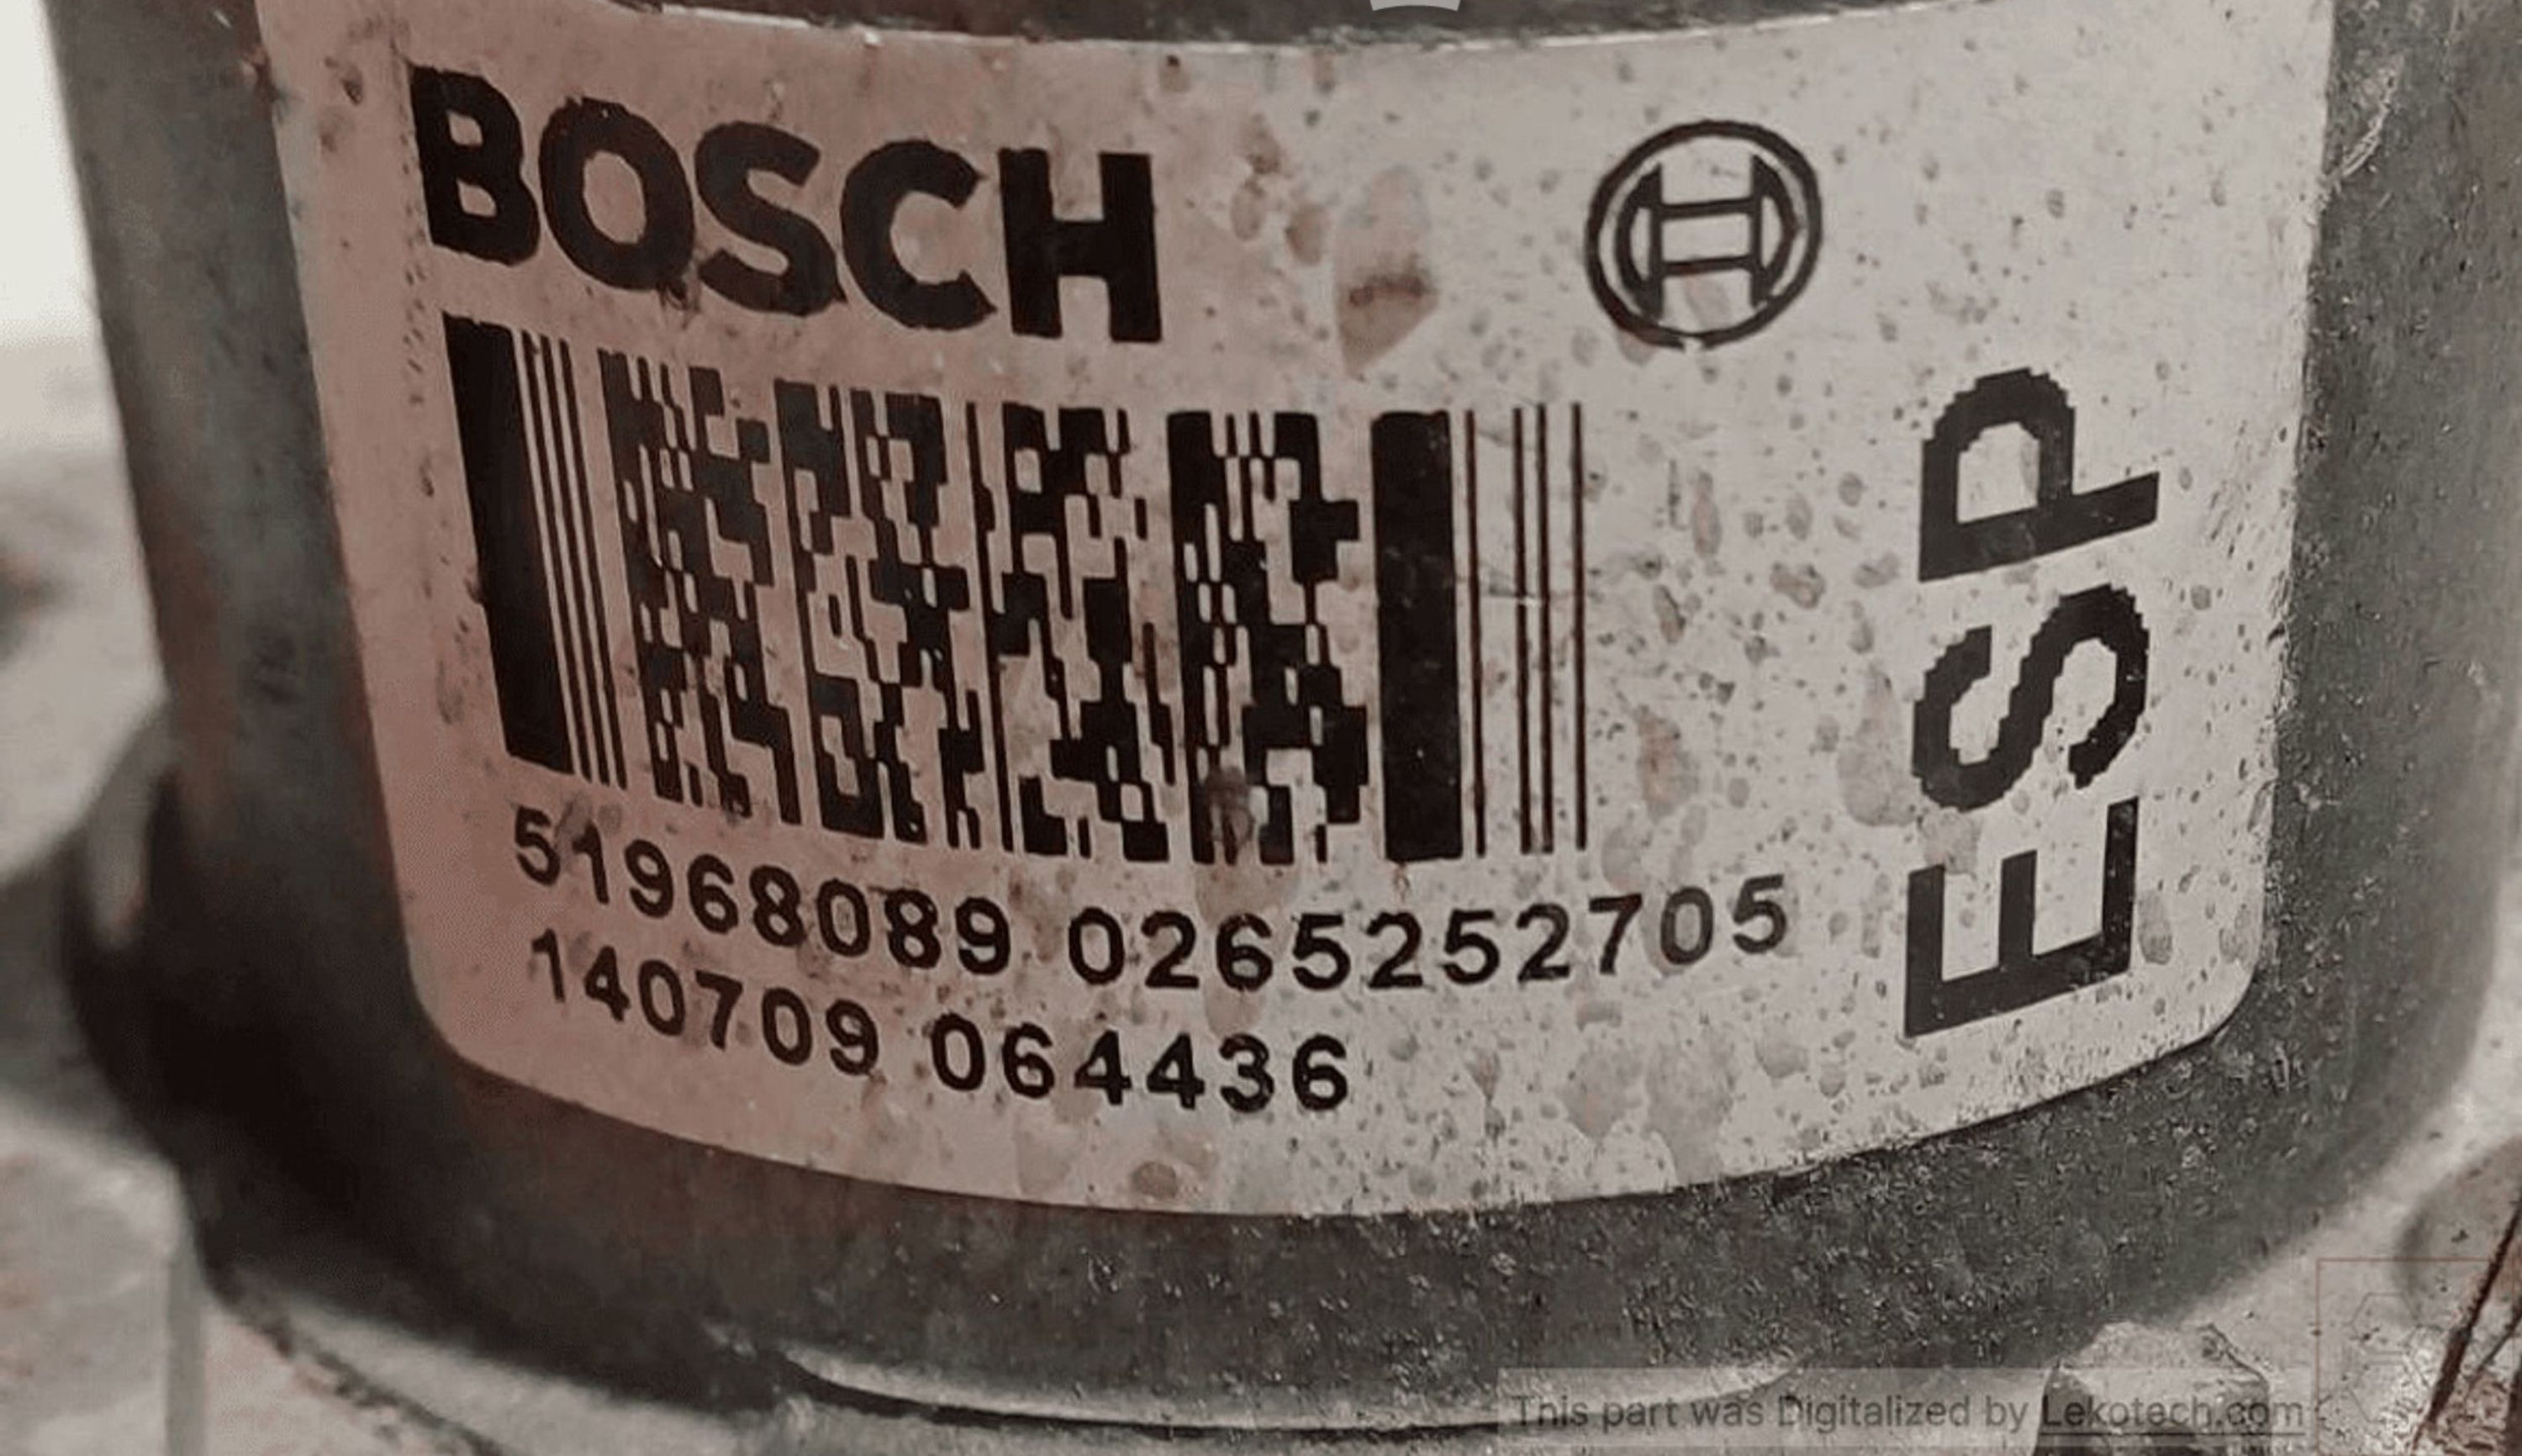 BOSCH
ESP
51968089 0265252705
140709 064436
This part was Digitalized by Lekotech.com